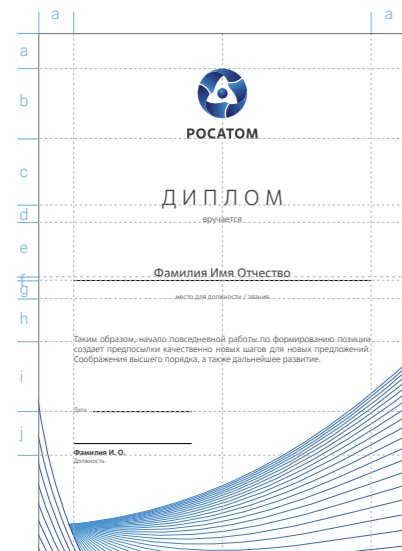 a a
a
b
РОСАТОМ
c
ДИПЛОМ
d
вручается
e
Фамилия Имя Отчество
f
g
место для должности / звания
h
Таким образом, начало повседневной работы по формированию позиции
создает предпосылки качественно новых шагов для новых предложений.
Соображения высшего порядка, а также дальнейшее развитие.
i
Дата
j
Фамилия И. О.
Должность